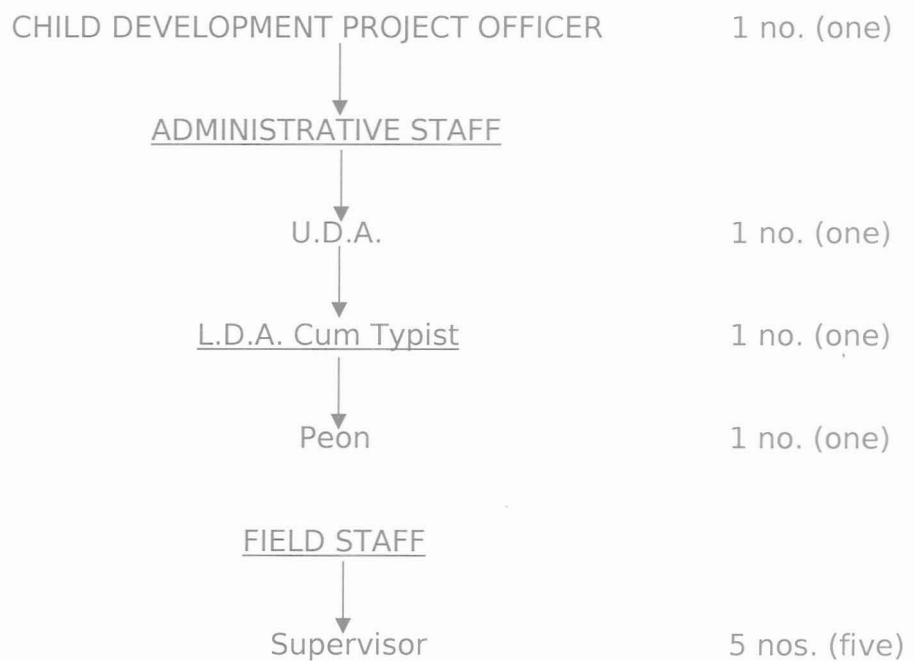 CHILD DEVELOPMENT PROJECT OFFICER 1 no. (one)
ADMINISTRATIVE STAFF
U.D.A. 1 no. (one)
L.D.A. Cum Typist 1 no. (one)
Peon 1 no. (one)
FIELD STAFF
Supervisor 5 nos. (five)